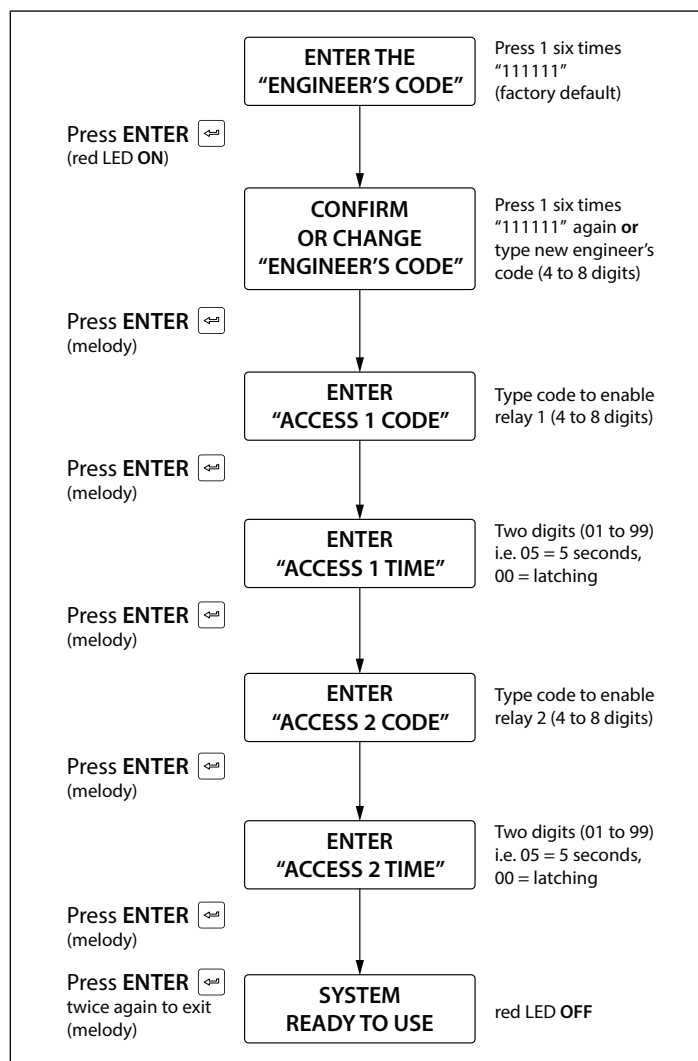 ENTER THE
“ENGINEER’S CODE”
Press 1 six times
“111111”
(factory default)
Press ENTER
(red LED ON)
CONFIRM
OR CHANGE
“ENGINEER’S CODE”
Press 1 six times
“111111” again or
type new engineer’s
code (4 to 8 digits)
Press ENTER
(melody)
ENTER
“ACCESS 1 CODE”
Type code to enable
relay 1 (4 to 8 digits)
Press ENTER
(melody)
ENTER
“ACCESS 1 TIME”
Two digits (01 to 99)
i.e. 05 = 5 seconds,
00 = latching
Press ENTER
(melody)
ENTER
“ACCESS 2 CODE”
Type code to enable
relay 2 (4 to 8 digits)
Press ENTER
(melody)
ENTER
“ACCESS 2 TIME”
Two digits (01 to 99)
i.e. 05 = 5 seconds,
00 = latching
Press ENTER
(melody)
Press ENTER
twice again to exit
(melody)
SYSTEM
READY TO USE
red LED OFF